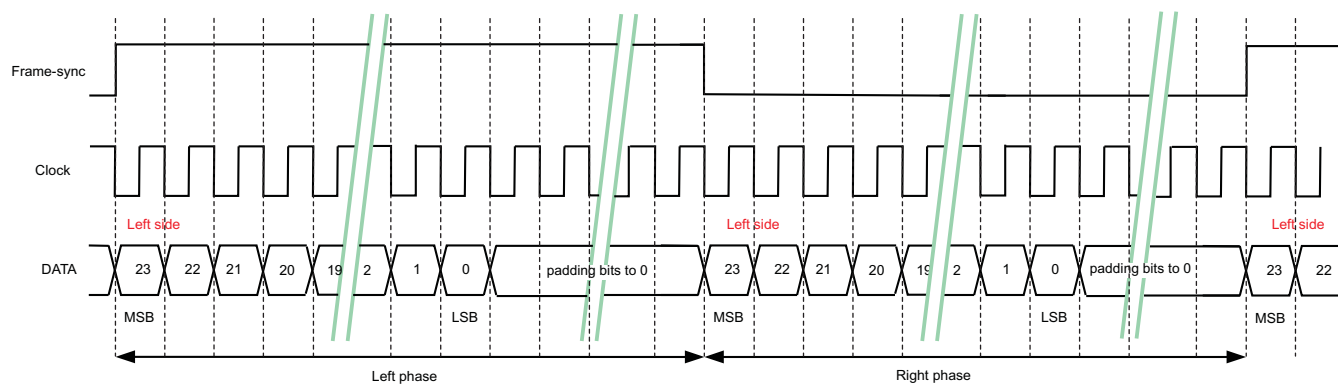 Frame-sync
Clock
Left side Left side Left side
DATA 23 22 21 20 19 2 1 0 padding bits to 0 23 22 21 20 19 2 1 0 padding bits to 0 23 22
MSB LSB MSB LSB MSB
Left phase Right phase